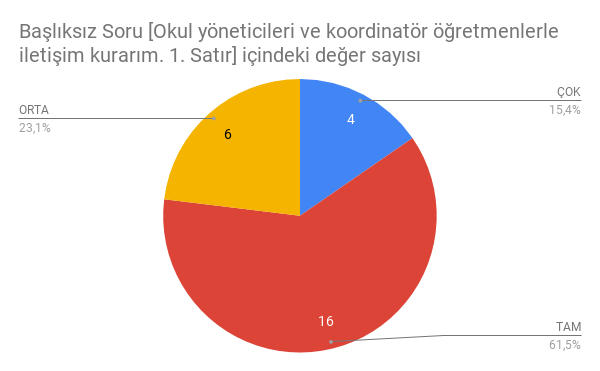 Başlıksız Soru [Okul yöneticileri ve koordinatör öğretmenlerle
iletişim kurarım. 1. Satır] içindeki değer sayısı
ÇOK
15,4%
ORTA
23,1%
4
6
16
TAM
61,5%